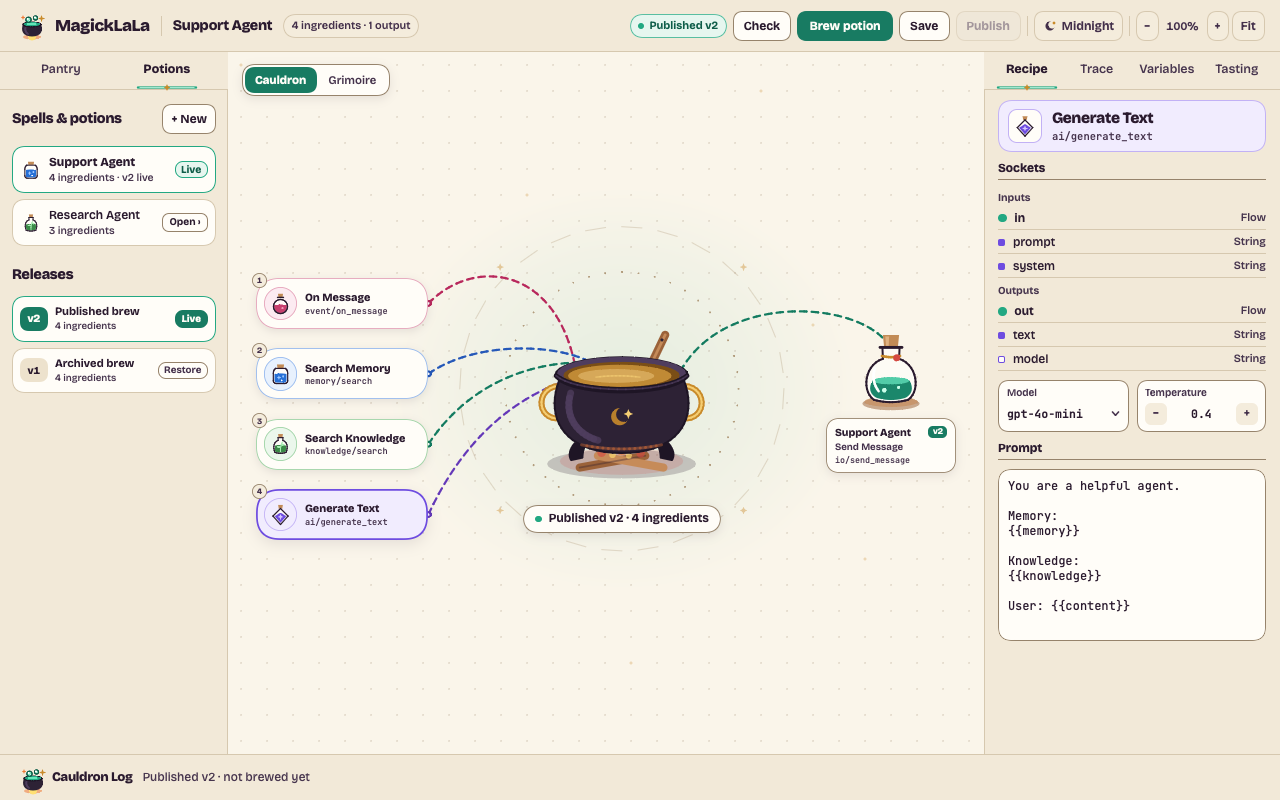 MagickLaLa
Support Agent
4 ingredients · 1 output
Published v2
Check
Brew potion
Save
Publish
Midnight
−
100%
+
Fit
Pantry
Potions
Spells & potions
+ New
Support Agent
4 ingredients · v2 live
Live
Research Agent
3 ingredients
Open ›
Releases
v2
Published brew
4 ingredients
Live
v1
Archived brew
4 ingredients
Restore
Cauldron
Grimoire
1
On Message
event/on_message
2
Search Memory
memory/search
3
Search Knowledge
knowledge/search
4
Generate Text
ai/generate_text
Published v2 · 4 ingredients
Support Agent
v2
Send Message
io/send_message
Recipe
Trace
Variables
Tasting
Generate Text
ai/generate_text
Sockets
Inputs
in
Flow
prompt
String
system
String
Outputs
out
Flow
text
String
model
String
Model
gpt-4o-mini
Temperature
−
0.4
+
Prompt
You are a helpful agent.
Memory:
{{memory}}
Knowledge:
{{knowledge}}
User: {{content}}
Cauldron Log
Published v2 · not brewed yet